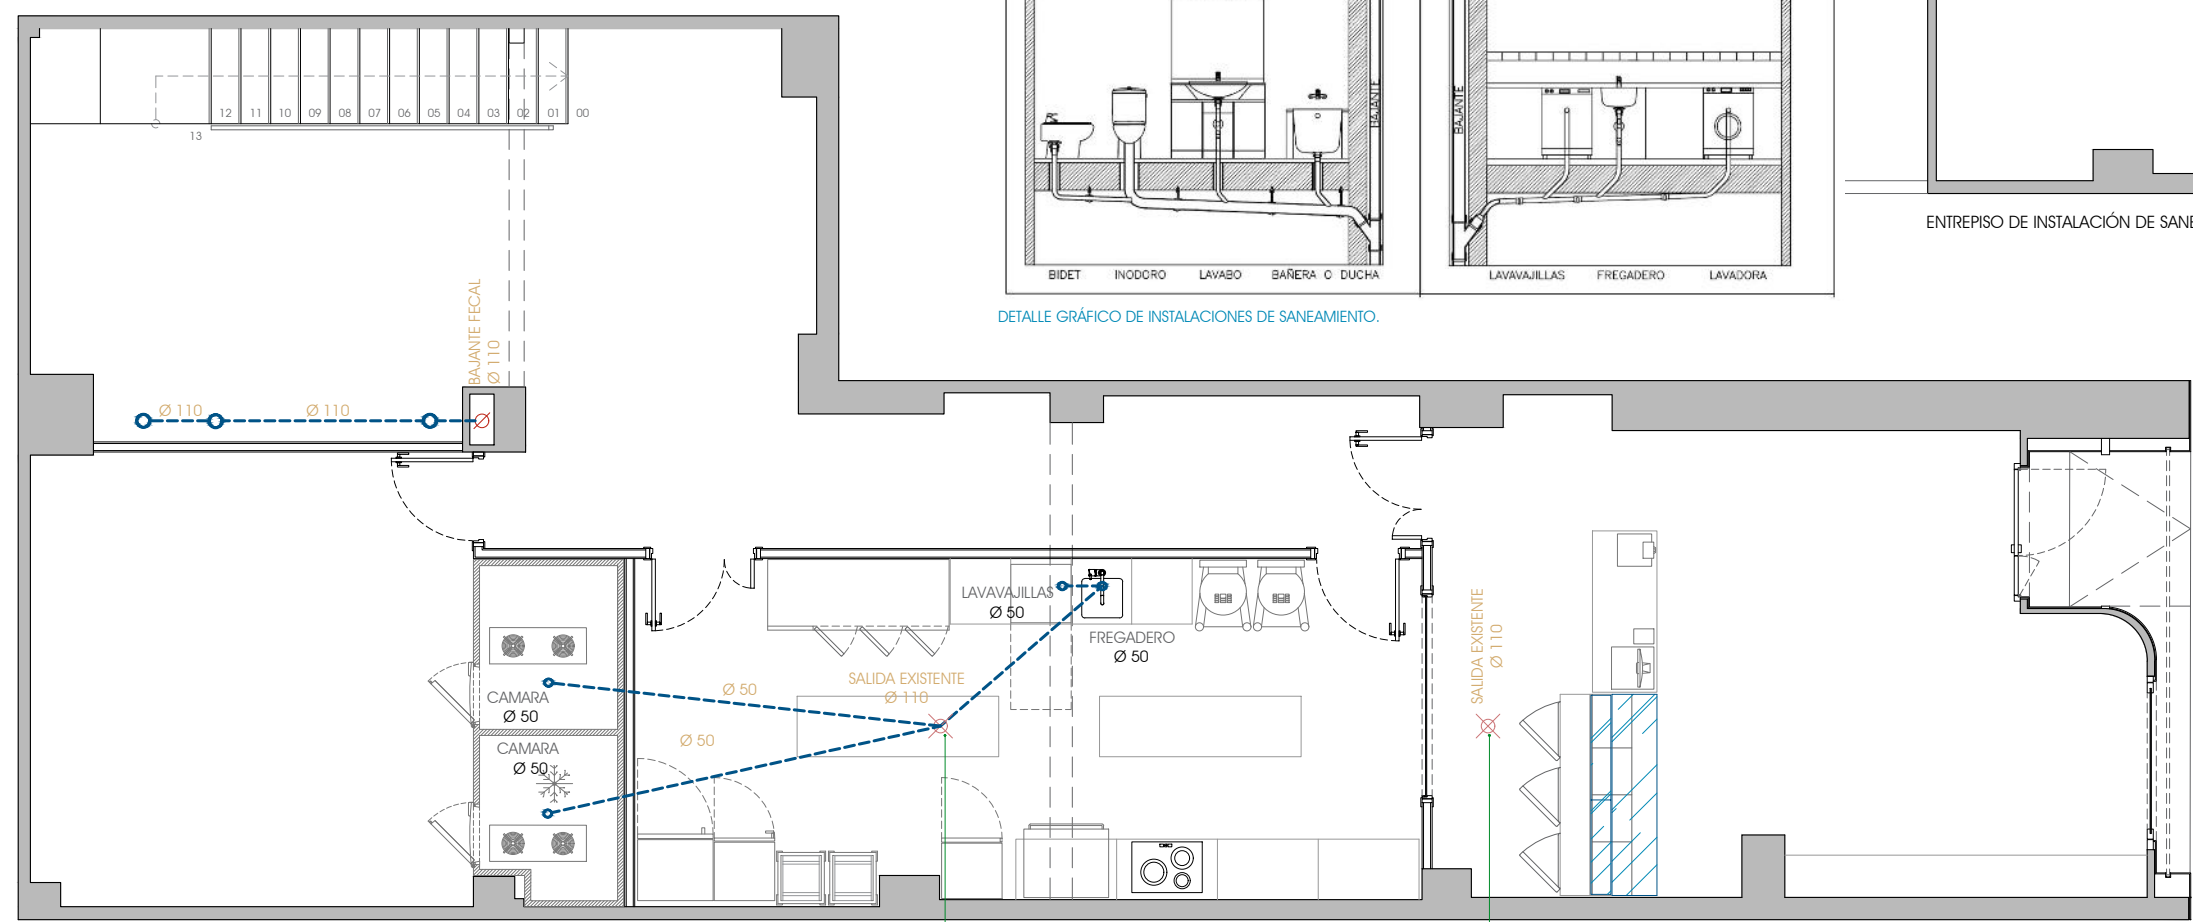 12 11 10 09 08 07 06 05 04 03 02 01 00
13
BAJANTE
BAJANTE
BIDET INODORO LAVABO BAÑERA O DUCHA
LAVAVAJILLAS FREGADERO LAVADORA
DETALLE GRÁFICO DE INSTALACIONES DE SANEAMIENTO.
ENTREPISO DE INSTALACIÓN DE SANE
BAJANTE FECAL
Ø 110
Ø 110 Ø 110
LAVAVAJILLAS
Ø 50
FREGADERO
Ø 50
SALIDA EXISTENTE
Ø 110
SALIDA EXISTENTE
Ø 110
CAMARA
Ø 50
Ø 50
CAMARA
Ø 50
Ø 50